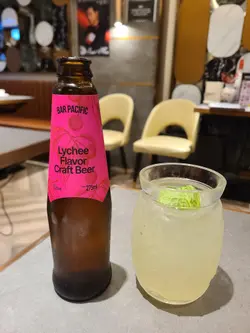 BAR PACIFIC
Lychee
Flavor
Craft Beer